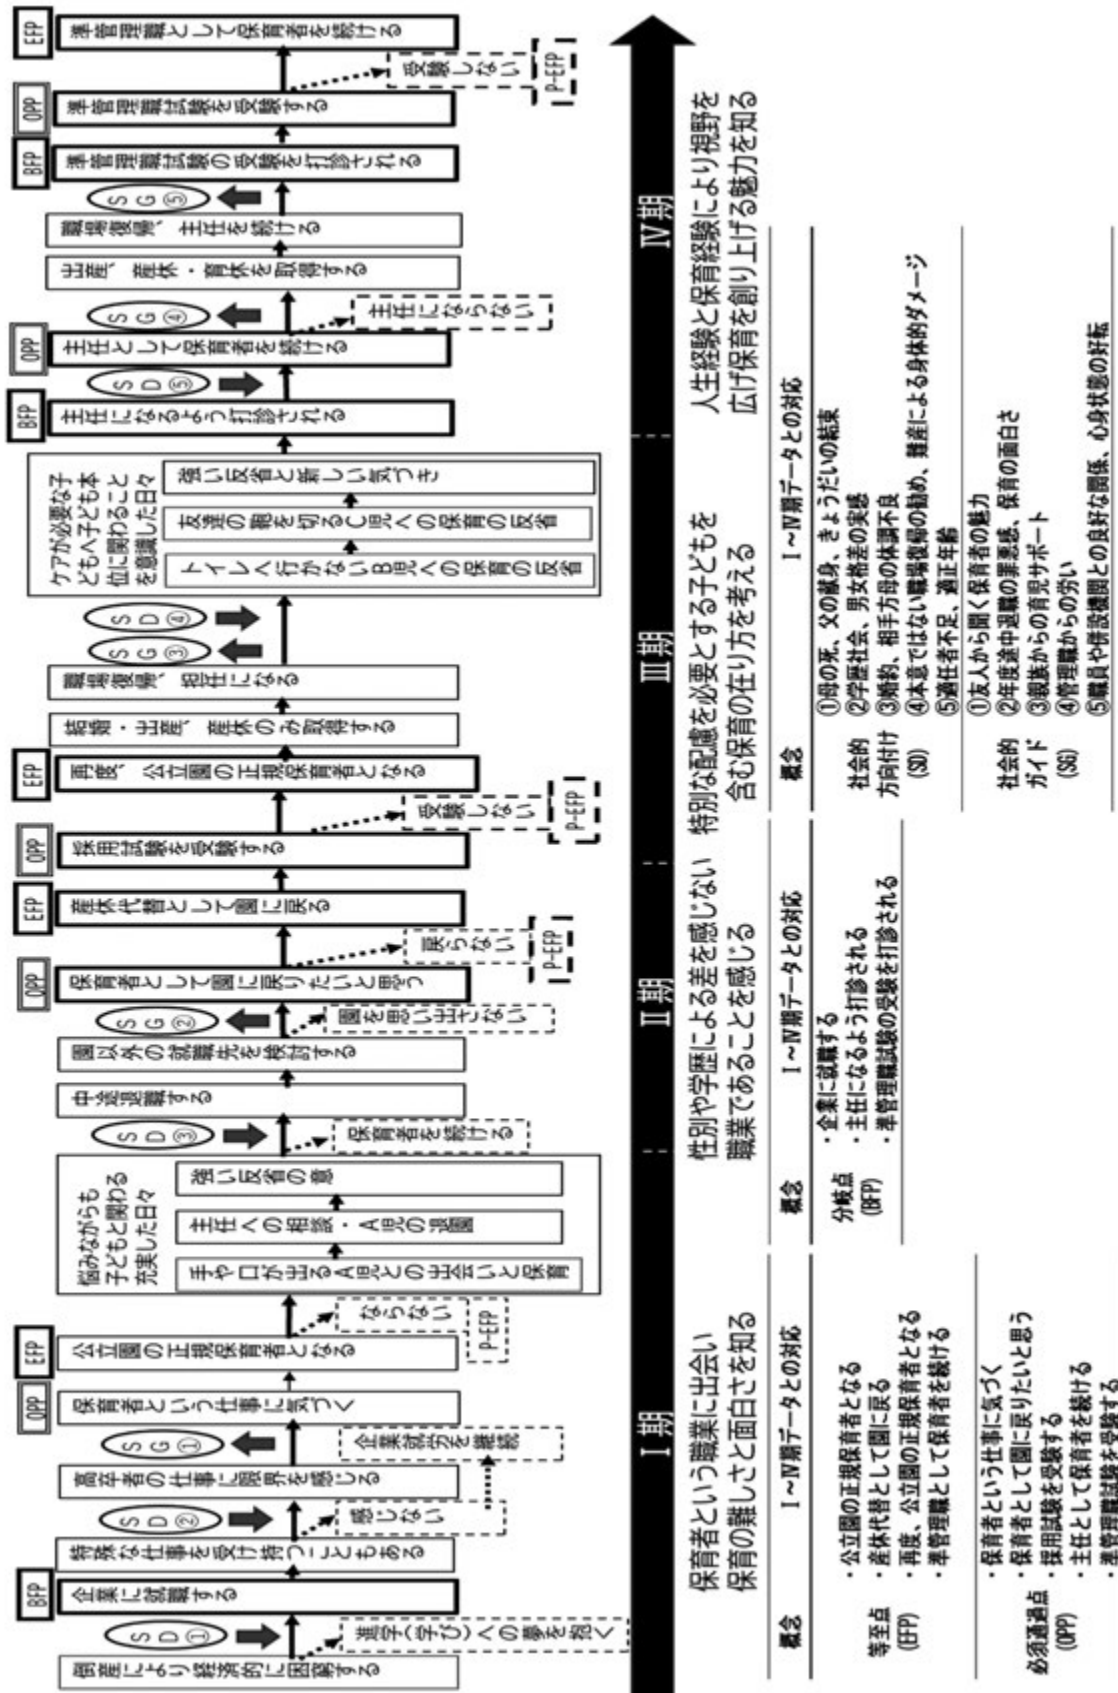 BFP
OPP
EFP
OPP
EFP
OPP
EFP
BFP
OPP
BFP
OPP
EFP
倒産により経済的に困窮する
SD①
進学(学び)への夢を抱く
企業に就職する
特殊な仕事を受け持つこともある
SD②
感じない
高卒者の仕事に限界を感じる
SG①
企業就労を継続
保育者という仕事に気づく
公立園の正規保育者となる
ならない
P-EFP
悩みながらも
子どもと関わる
充実した日々
手や口が出るA児との出会いと保育
主任への相談・A児の退園
強い反省の意
SD③
保育者を続ける
中途退職する
園以外の就職先を検討する
SG②
園を思い出さない
保育者として園に戻りたいと思う
戻らない
P-EFP
産休代替として園に戻る
採用試験を受験する
受験しない
P-EFP
再度、公立園の正規保育者となる
結婚・出産、産休のみ取得する
職場復帰、担任になる
SG③
SD④
ケアが必要な子
どもへ子ども本
位に関わること
を意識した日々
トイレへ行かないB児への保育の反省
友達の鞄を切るC児への保育の反省
強い反省と新しい気づき
主任になるよう打診される
SD⑤
主任として保育者を続ける
SG④
主任にならない
出産、産休・育休を取得する
職場復帰、主任を続ける
SG⑤
準管理職試験の受験を打診される
準管理職試験を受験する
受験しない
P-EFP
準管理職として保育者を続ける
Ⅰ期
Ⅱ期
Ⅲ期
Ⅳ期
保育者という職業に出会い
保育の難しさと面白さを知る
性別や学歴による差を感じない
職業であることを感じる
特別な配慮を必要とする子どもを
含む保育の在り方を考える
人生経験と保育経験により視野を
広げ保育を創り上げる魅力を知る
概念
Ⅰ～Ⅳ期データとの対応
等至点
(EFP)
・公立園の正規保育者となる
・産休代替として園に戻る
・再度、公立園の正規保育者となる
・準管理職として保育者を続ける
必須通過点
(OPP)
・保育者という仕事に気づく
・保育者として園に戻りたいと思う
・採用試験を受験する
・主任として保育者を続ける
・準管理職試験を受験する
概念
Ⅰ～Ⅳ期データとの対応
分岐点
(BFP)
・企業に就職する
・主任になるよう打診される
・準管理職試験の受験を打診される
概念
Ⅰ～Ⅳ期データとの対応
社会的
方向付け
(SD)
①母の死、父の献身、きょうだいの結束
②学歴社会、男女格差の実感
③婚約、相手方母の体調不良
④本意ではない職場復帰の勧め、難産による身体的ダメージ
⑤適任者不足、適正年齢
社会的
ガイド
(SG)
①友人から聞く保育者の魅力
②年度途中退職の罪悪感、保育の面白さ
③親族からの育児サポート
④管理職からの労い
⑤職員や併設機関との良好な関係、心身状態の好転